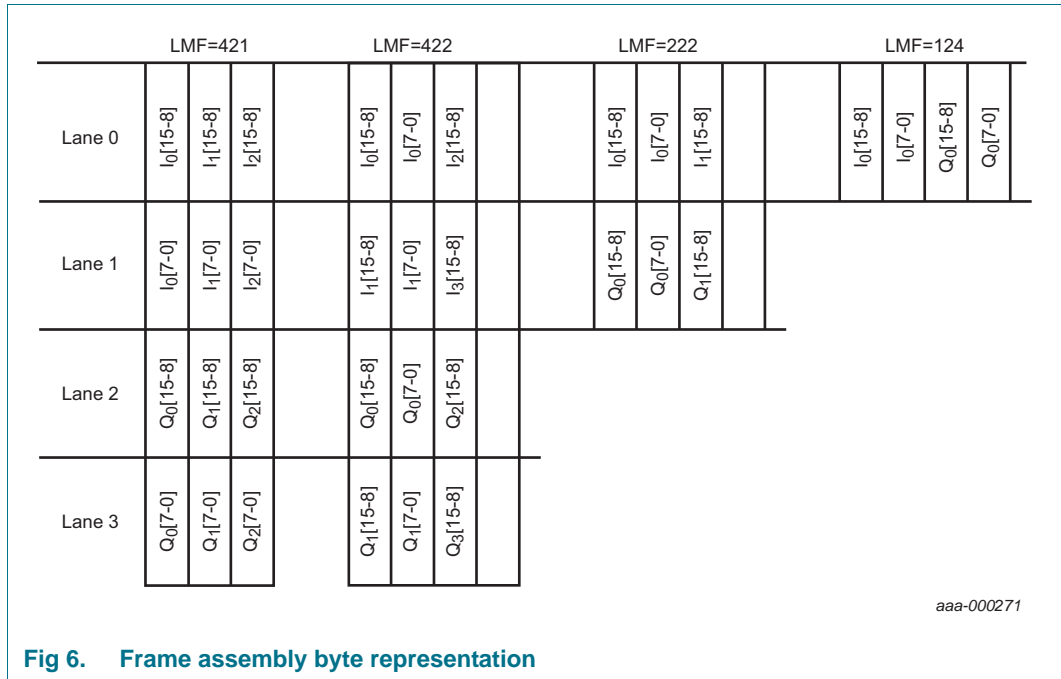 LMF=421 LMF=422 LMF=222 LMF=124
Lane 0 I0[15-8] I1[15-8] I2[15-8] I0[15-8] I0[7-0] I2[15-8] I0[15-8] I0[7-0] I1[15-8] I0[15-8] I0[7-0] Q0[15-8] Q0[7-0]
Lane 1 I0[7-0] I1[7-0] I2[7-0] I1[15-8] I1[7-0] I3[15-8] Q0[15-8] Q0[7-0] Q1[15-8]
Lane 2 Q0[15-8] Q1[15-8] Q2[15-8] Q0[15-8] Q0[7-0] Q2[15-8]
Lane 3 Q0[7-0] Q1[7-0] Q2[7-0] Q1[15-8] Q1[7-0] Q3[15-8]
aaa-000271
Fig 6. Frame assembly byte representation